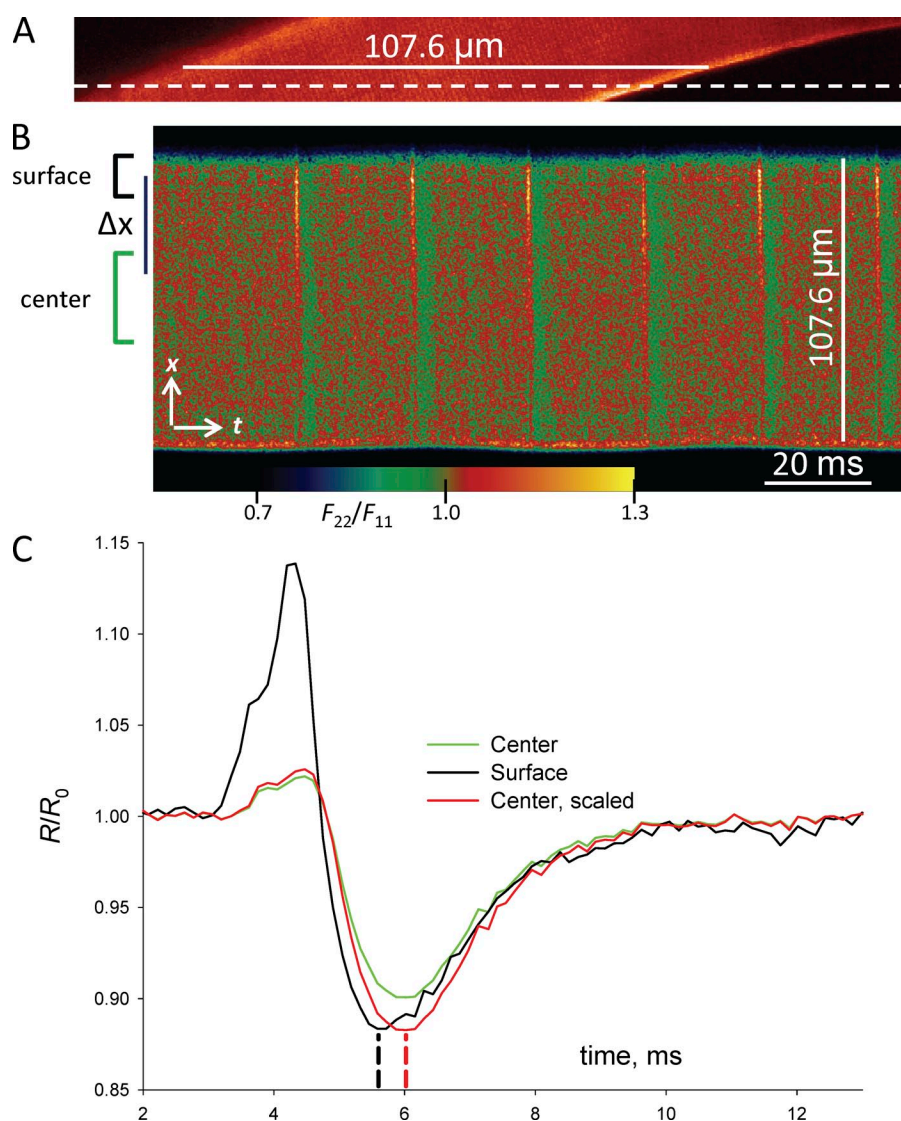 A
107.6 µm
B
surface
Δx
center
107.6 µm
x
t
20 ms
0.7
F22/F11
1.0
1.3
C
1.15
1.10
1.05
1.00
0.95
0.90
0.85
R/R0
Center
Surface
Center, scaled
time, ms
2
4
6
8
10
12